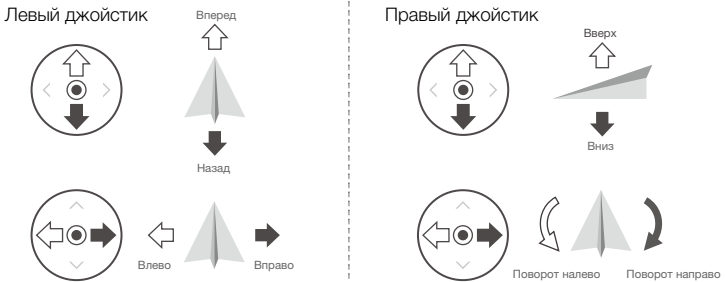 Левый джойстик
Вперед
Назад
Влево
Вправо
Правый джойстик
Вверх
Вниз
Поворот налево
Поворот направо